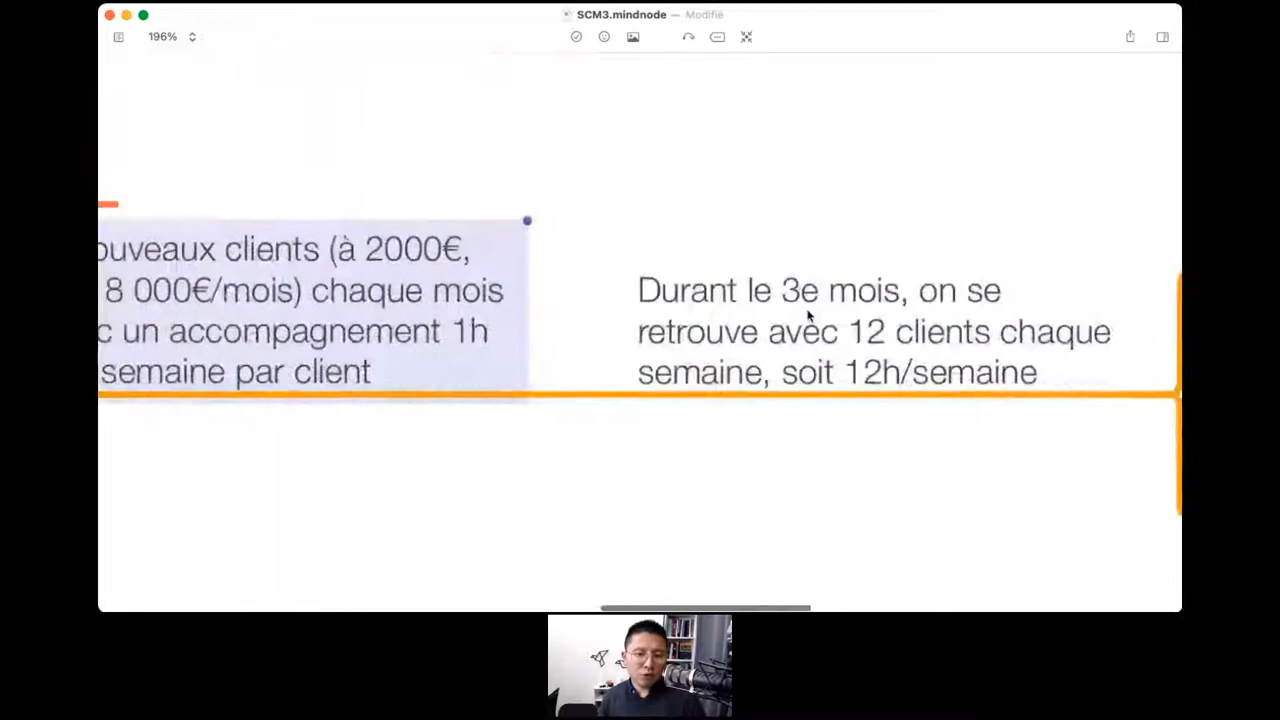 SCM3.mindnode — Modifié
196%
ouveaux clients (à 2000€,
8 000€/mois) chaque mois
c un accompagnement 1h
semaine par client
Durant le 3e mois, on se
retrouve avec 12 clients chaque
semaine, soit 12h/semaine